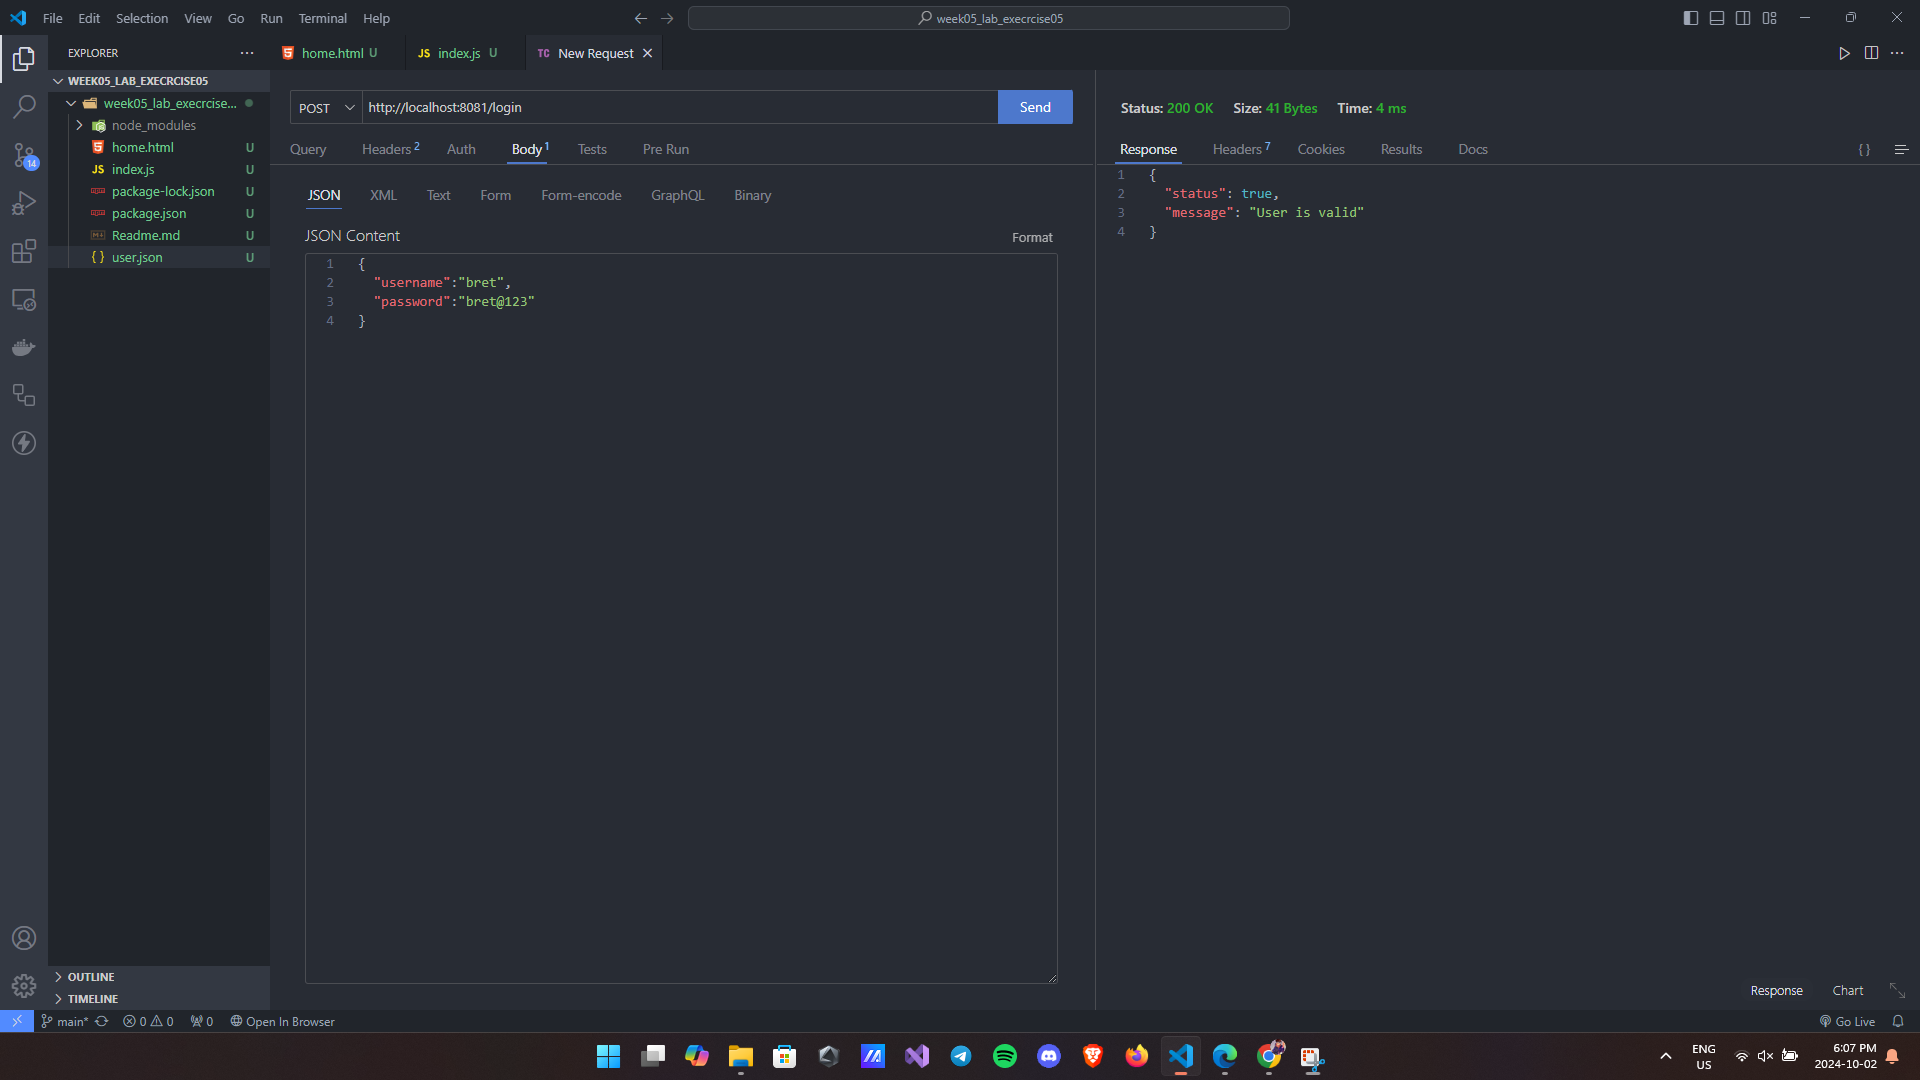 File Edit Selection View Go Run Terminal Help
week05_lab_execrcise05
EXPLORER
home.html U
JS index.js U
TC New Request
WEEK05_LAB_EXECRCISE05
week05_lab_execrcise...
node_modules
home.html U
JS index.js U
package-lock.json U
package.json U
Readme.md U
{ } user.json U
14
OUTLINE
TIMELINE
POST http://localhost:8081/login Send
Query Headers 2 Auth Body 1 Tests Pre Run
JSON XML Text Form Form-encode GraphQL Binary
JSON Content
Format
1 {
2 "username":"bret",
3 "password":"bret@123"
4 }
Status: 200 OK Size: 41 Bytes Time: 4 ms
Response Headers 7 Cookies Results Docs { }
1 {
2 "status": true,
3 "message": "User is valid"
4 }
Response Chart
main* 0 0 0 Open In Browser
Go Live
ENG
US
6:07 PM
2024-10-02